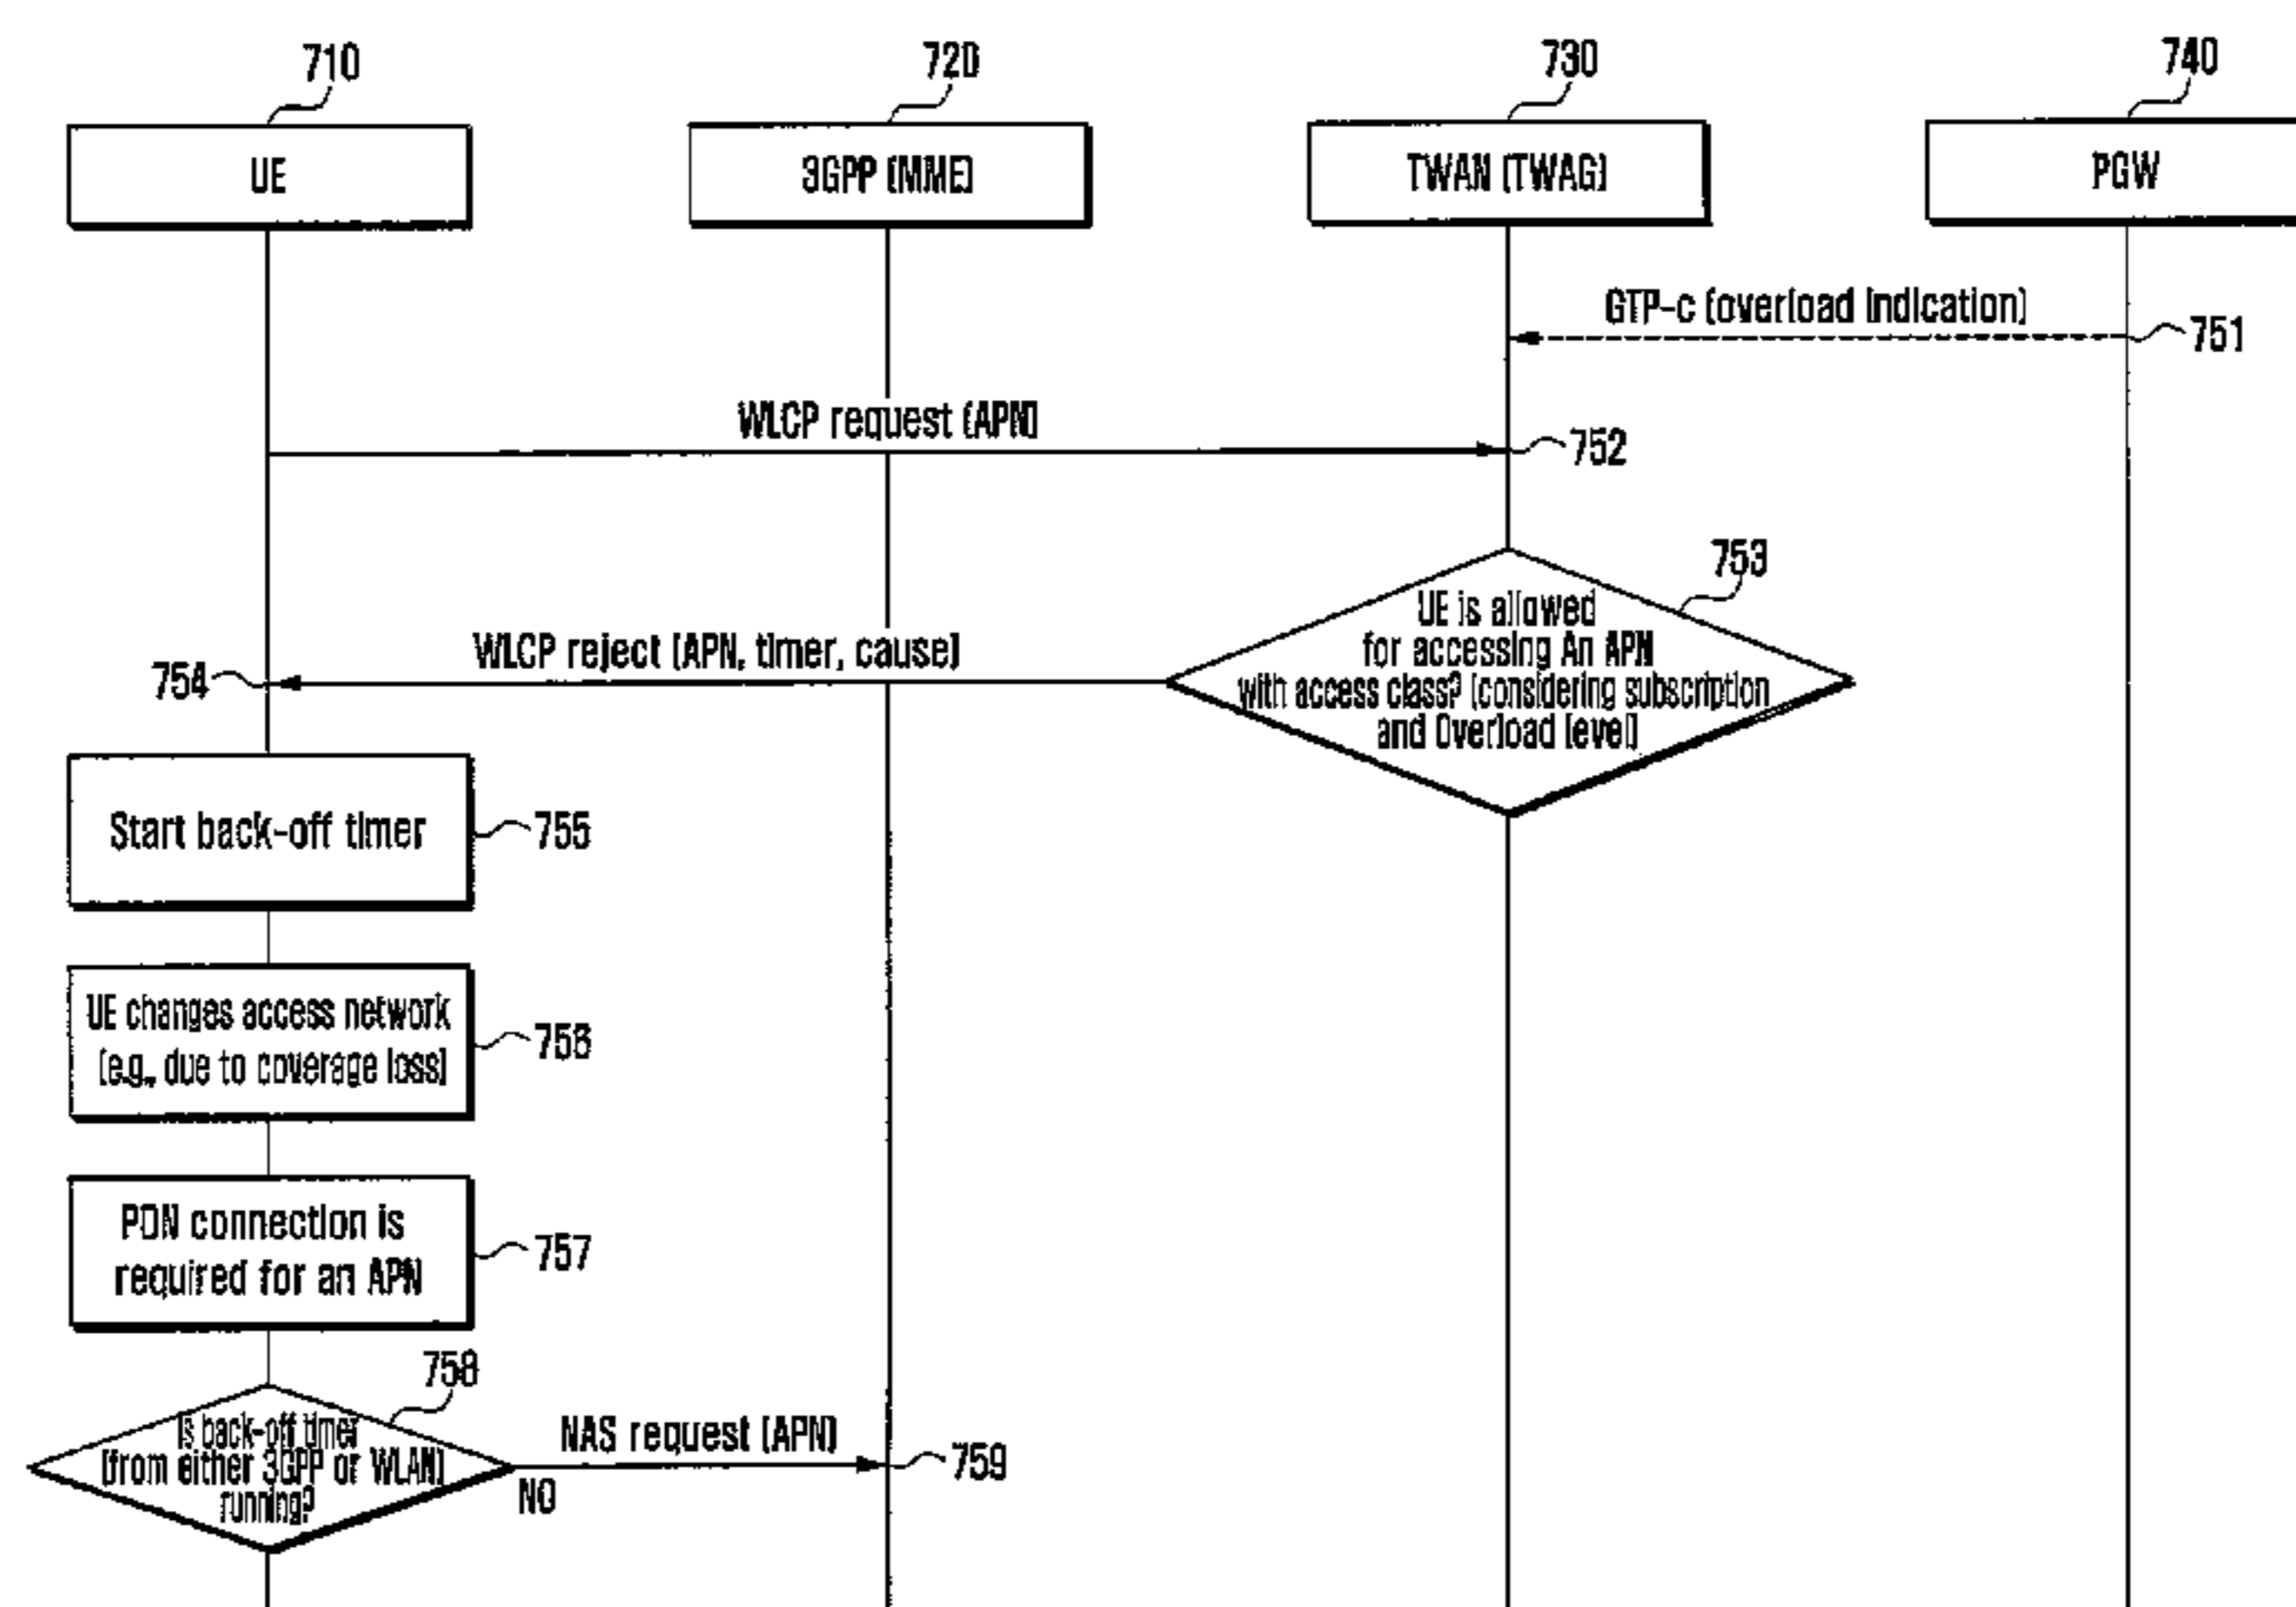 710
720
730
740
UE
3GPP (MME)
TWAN (TWAG)
PGW
GTP-c (overload indication)
751
WLCP request (APN)
752
753
UE is allowed
for accessing An APN
with access class? (considering subscription
and Overload level)
WLCP reject (APN, timer, cause)
754
Start back-off timer
755
UE changes access network
(e.g., due to coverage loss)
756
PDN connection is
required for an APN
757
758
Is back-off timer
(from either 3GPP or WLAN)
running?
NAS request (APN)
759
NO